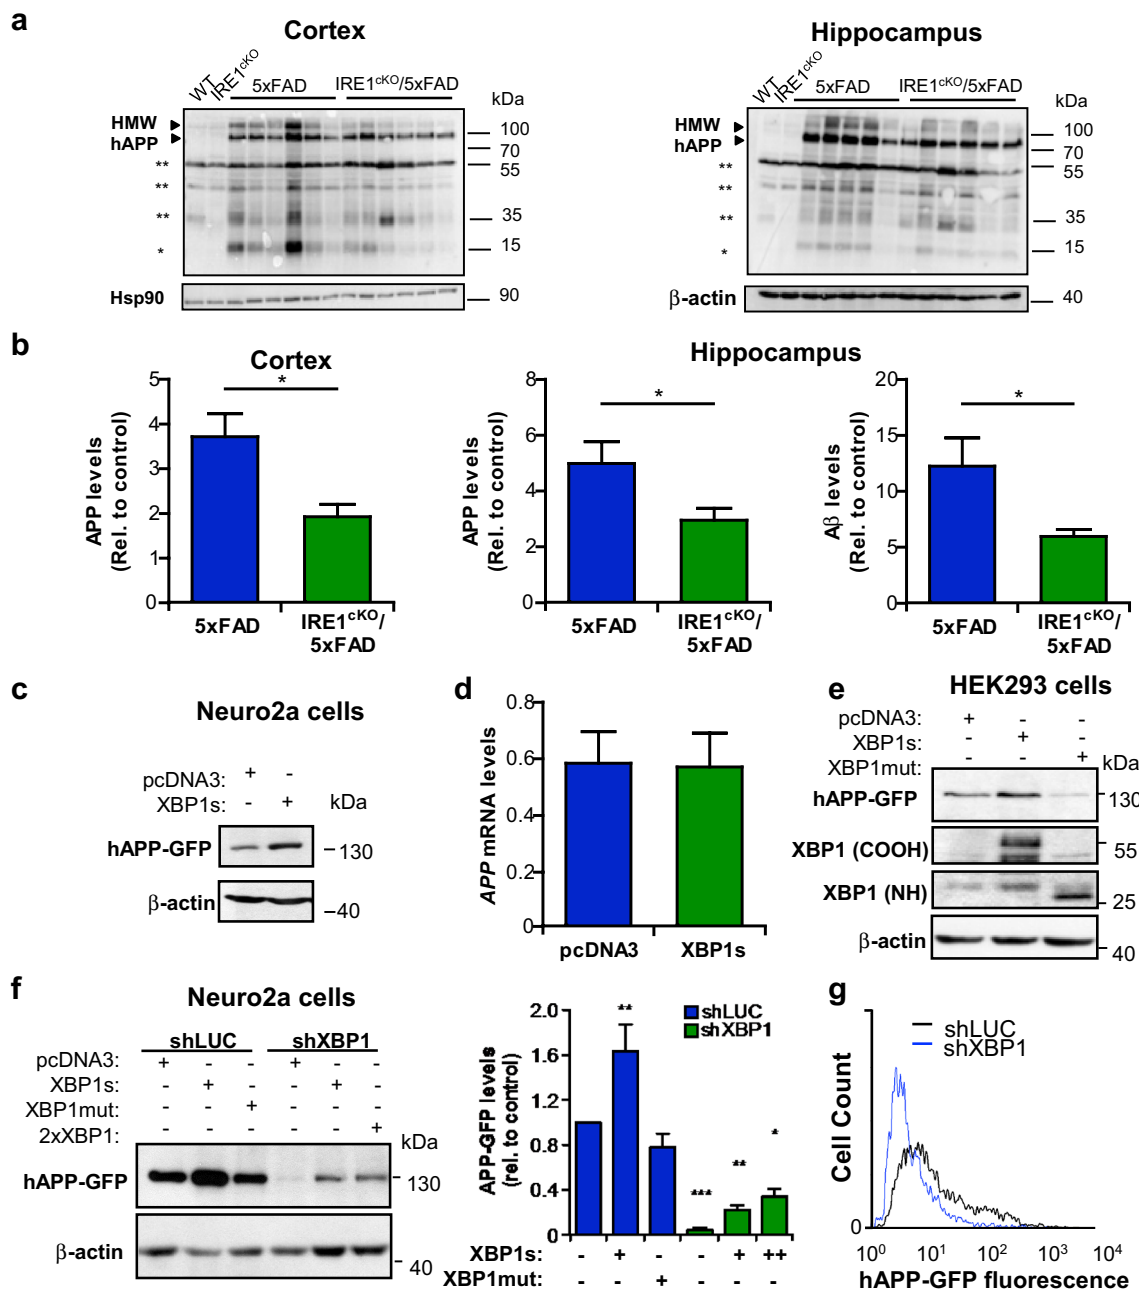 a
Cortex
WT
IRE1cKO
5xFAD
IRE1cKO/5xFAD
kDa
HMW
hAPP
**
**
**
*
100
70
55
35
15
Hsp90
90
Hippocampus
WT
IRE1cKO
5xFAD
IRE1cKO/5xFAD
kDa
HMW
hAPP
**
**
**
*
100
70
55
35
15
β-actin
40
b
Cortex
APP levels
(Rel. to control)
5
4
3
2
1
0
*
5xFAD
IRE1cKO/
5xFAD
Hippocampus
APP levels
(Rel. to control)
8
6
4
2
0
*
5xFAD
IRE1cKO/
5xFAD
Aβ levels
(Rel. to control)
20
15
10
5
0
*
5xFAD
IRE1cKO/
5xFAD
c
Neuro2a cells
pcDNA3: + -
XBP1s: - + kDa
hAPP-GFP
130
β-actin
40
d
APP mRNA levels
0.8
0.6
0.4
0.2
0
pcDNA3
XBP1s
e
HEK293 cells
pcDNA3: + - -
XBP1s: - + -
XBP1mut: - - + kDa
hAPP-GFP
130
XBP1 (COOH)
55
XBP1 (NH)
25
β-actin
40
f
Neuro2a cells
shLUC shXBP1
pcDNA3: + - - + - -
XBP1s: - + - - + -
XBP1mut: - - + - - -
2xXBP1: - - - - - +
kDa
hAPP-GFP
130
β-actin
40
APP-GFP levels
(rel. to control)
2.0
1.6
1.2
0.8
0.4
0
shLUC
shXBP1
**
***
**
*
XBP1s: - + - - + ++
XBP1mut: - - + - - -
g
Cell Count
0
shLUC
shXBP1
10⁰ 10¹ 10² 10³ 10⁴
hAPP-GFP fluorescence